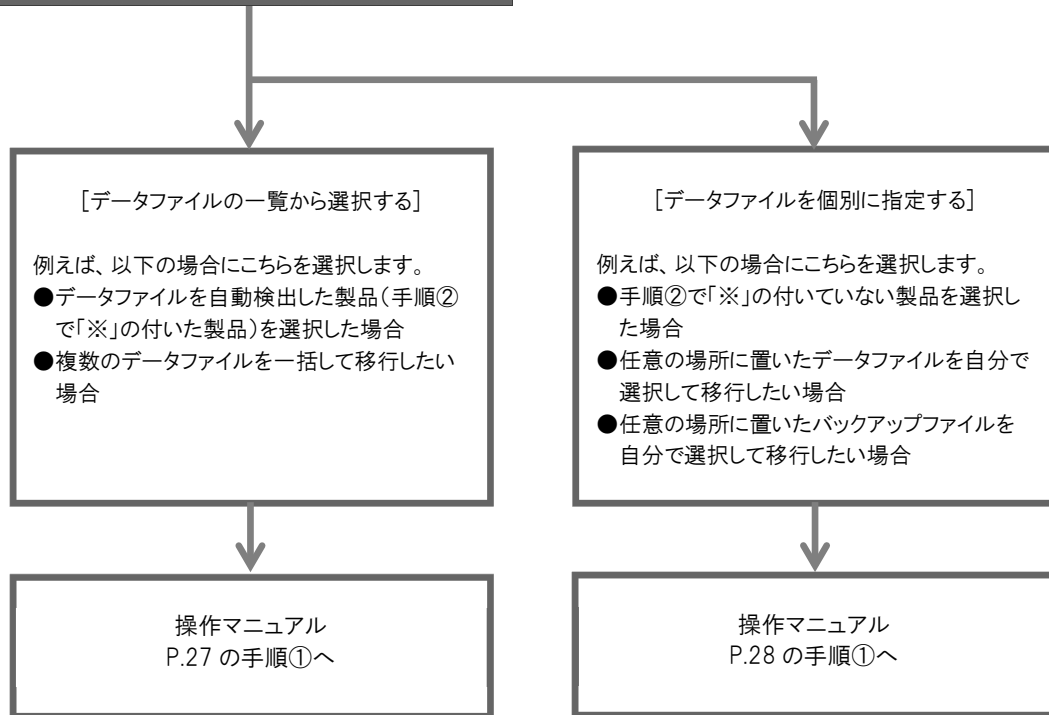 [データファイルの一覧から選択する]
例えば、以下の場合にこちらを選択します。
●データファイルを自動検出した製品(手順②
で「※」の付いた製品)を選択した場合
●複数のデータファイルを一括して移行したい
場合
操作マニュアル
P.27 の手順①へ
[データファイルを個別に指定する]
例えば、以下の場合にこちらを選択します。
●手順②で「※」の付いていない製品を選択し
た場合
●任意の場所に置いたデータファイルを自分で
選択して移行したい場合
●任意の場所に置いたバックアップファイルを
自分で選択して移行したい場合
操作マニュアル
P.28 の手順①へ